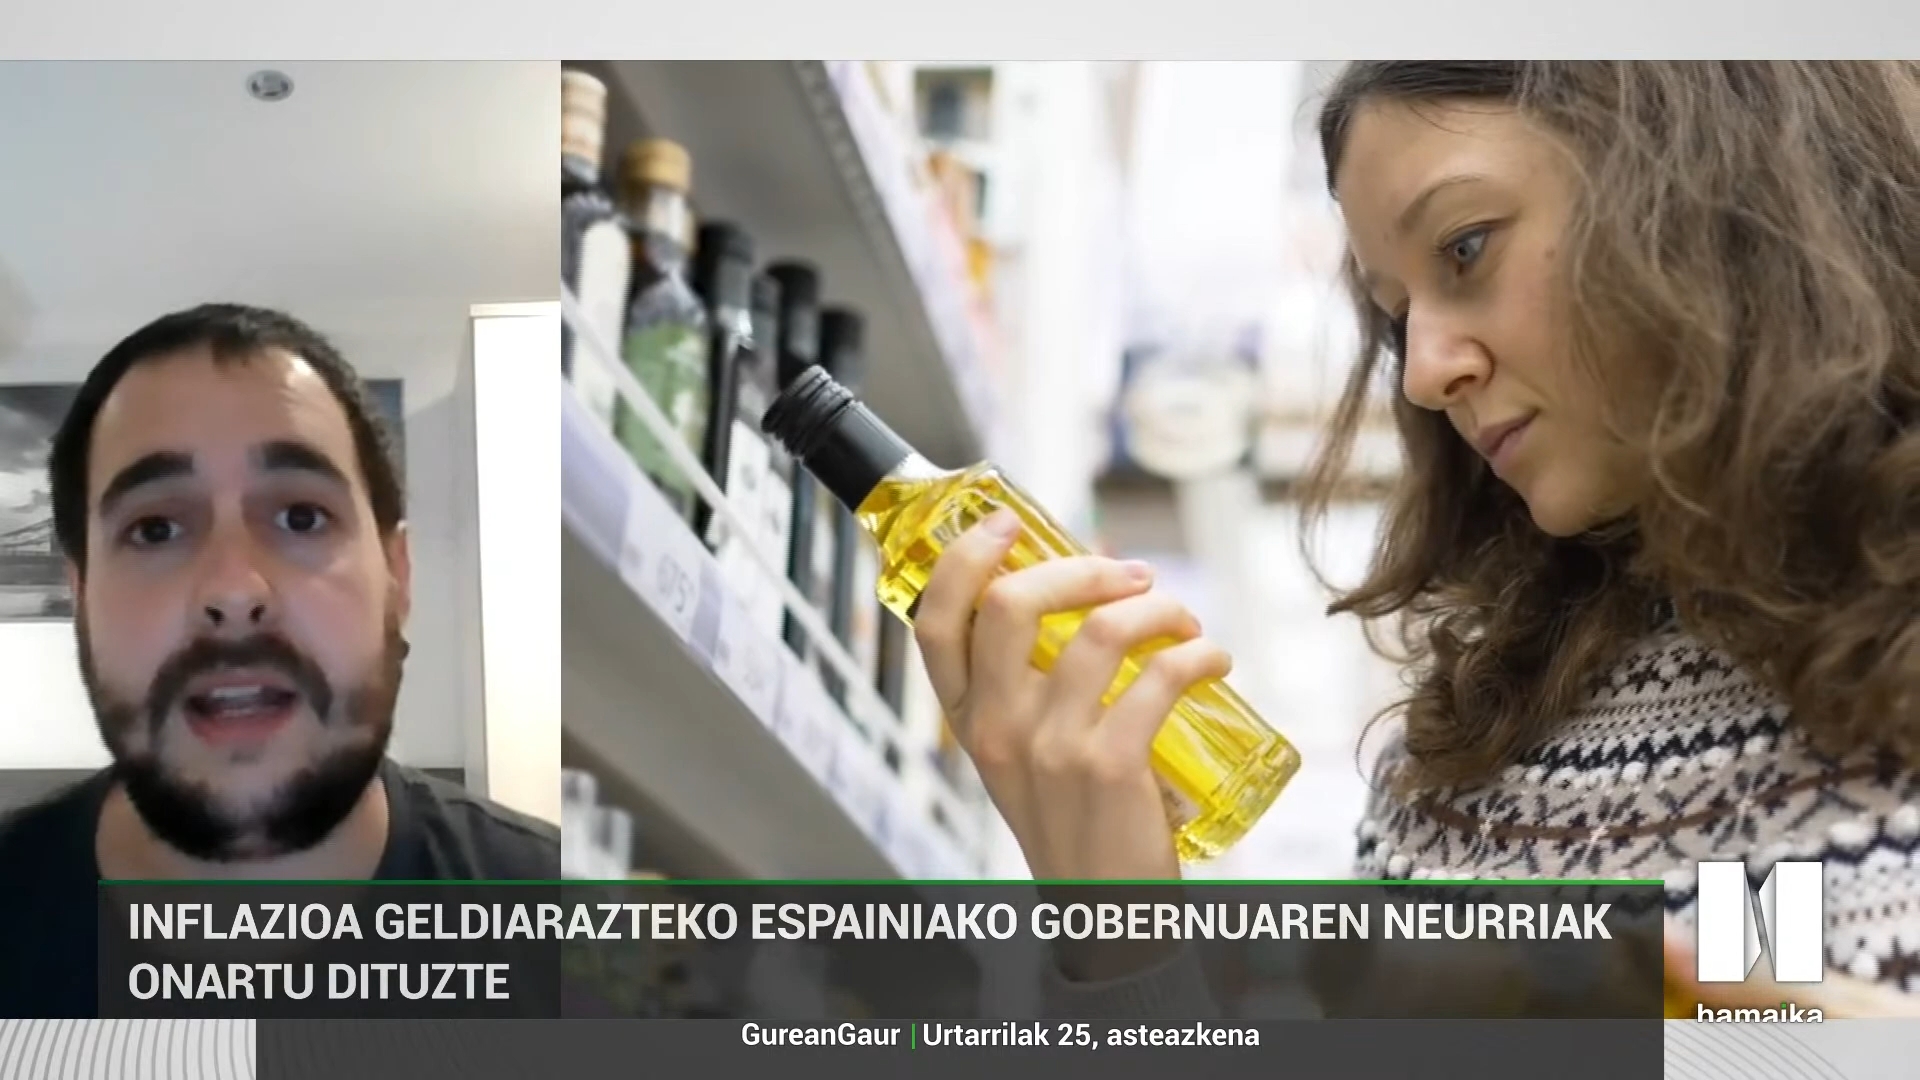 INFLAZIOA GELDIARAZTEKO ESPAINIAKO GOBERNUAREN NEURRIAK
ONARTU DITUZTE
hamaika
GureanGaur | Urtarrilak 25, asteazkena